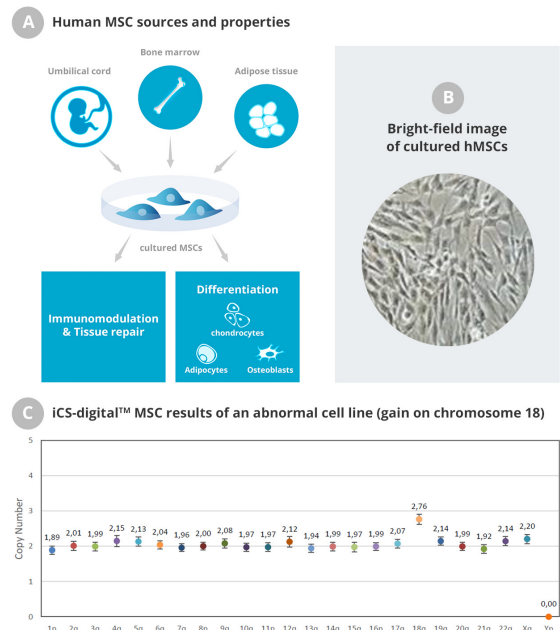 A Human MSC sources and properties
Umbilical cord
Bone marrow
Adipose tissue
cultured MSCs
Immunomodulation
& Tissue repair
Differentiation
chondrocytes
Adipocytes
Osteoblasts
B
Bright-field image
of cultured hMSCs
C iCS-digital™ MSC results of an abnormal cell line (gain on chromosome 18)
Copy Number
5
4
3
2
1
0
1,89 2,01 1,99 2,15 2,13 2,04 1,96 2,00 2,08 1,97 1,97 2,12 1,94 1,99 1,97 1,99 2,07 2,76 2,14 1,99 1,92 2,14 2,20 0,00